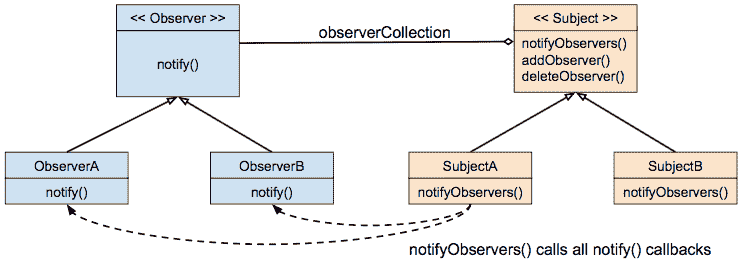 << Observer >>
notify()
observerCollection
<< Subject >>
notifyObservers()
addObserver()
deleteObserver()
ObserverA
notify()
ObserverB
notify()
SubjectA
notifyObservers()
SubjectB
notifyObservers()
notifyObservers() calls all notify() callbacks